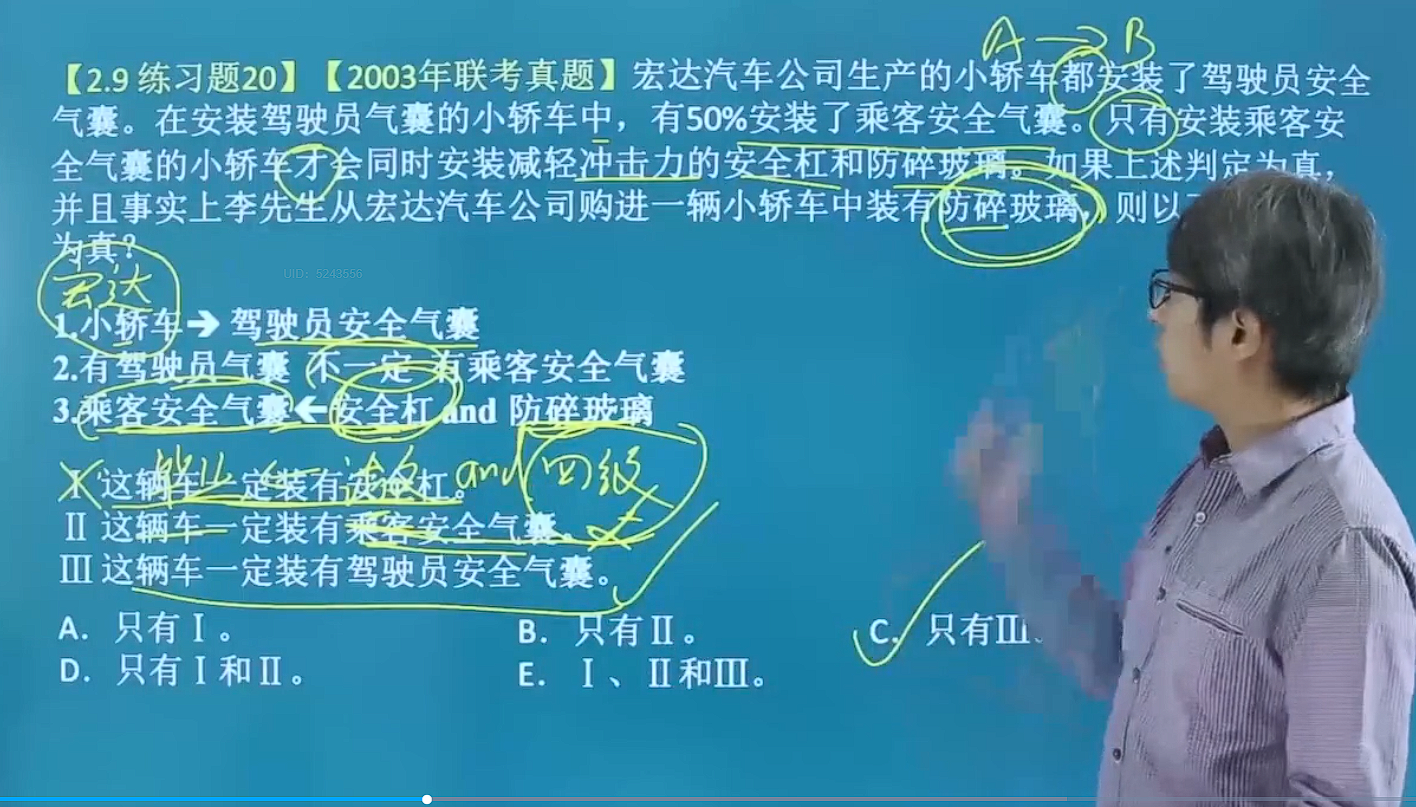 A → B
【2.9 练习题20】【2003年联考真题】宏达汽车公司生产的小轿车都安装了驾驶员安全
气囊。在安装驾驶员气囊的小轿车中，有50%安装了乘客安全气囊。只有安装乘客安
全气囊的小轿车才会同时安装减轻冲击力的安全杠和防碎玻璃。如果上述判定为真，
并且事实上李先生从宏达汽车公司购进一辆小轿车中装有防碎玻璃，则以
为真？
UID：5243556
宏达
1.小轿车➔ 驾驶员安全气囊
2.有驾驶员气囊 不一定 有乘客安全气囊
3.乘客安全气囊←安全杠 and 防碎玻璃
毕业 ← and 四级
Ⅰ 这辆车一定装有安全杠。
Ⅱ 这辆车一定装有乘客安全气囊。
Ⅲ 这辆车一定装有驾驶员安全气囊。
A. 只有Ⅰ。 B. 只有Ⅱ。 C. 只有Ⅲ。
D. 只有Ⅰ和Ⅱ。 E. Ⅰ、Ⅱ和Ⅲ。